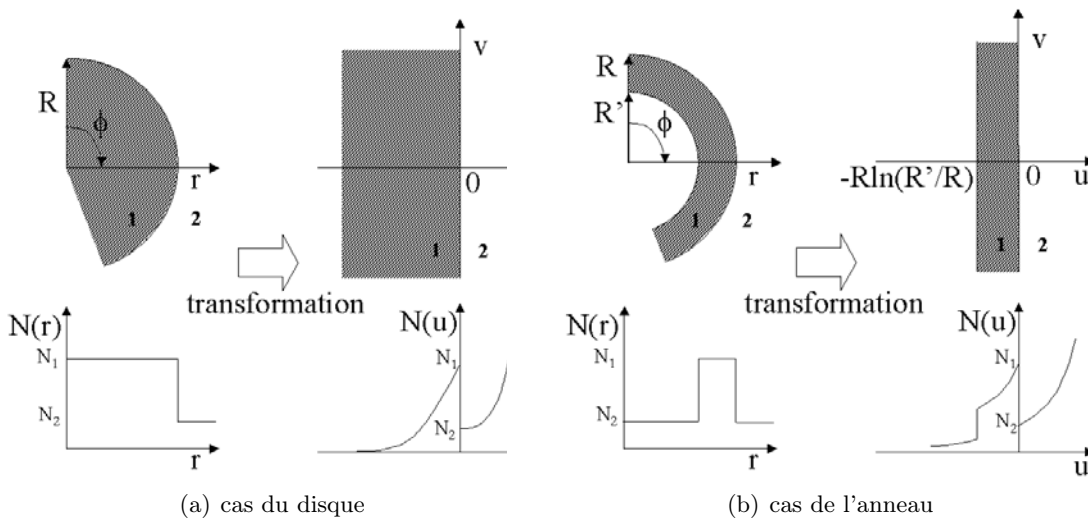 R
ϕ
r
1
2
v
0
1
2
transformation
N(r)
N₁
N₂
r
N(u)
N₁
N₂
(a) cas du disque
R
R'
ϕ
r
1
2
v
-Rln(R'/R)
0
u
1
2
transformation
N(r)
N₁
N₂
r
N(u)
N₁
N₂
u
(b) cas de l'anneau